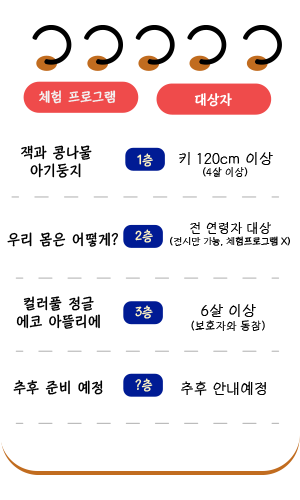 체험 프로그램
대상자
잭과 콩나물
아기둥지
1층
키 120cm 이상
(4살 이상)
우리 몸은 어떻게?
2층
전 연령자 대상
(전시만 가능, 체험프로그램 X)
컬러풀 정글
에코 아뜰리에
3층
6살 이상
(보호자와 동참)
추후 준비 예정
?층
추후 안내예정